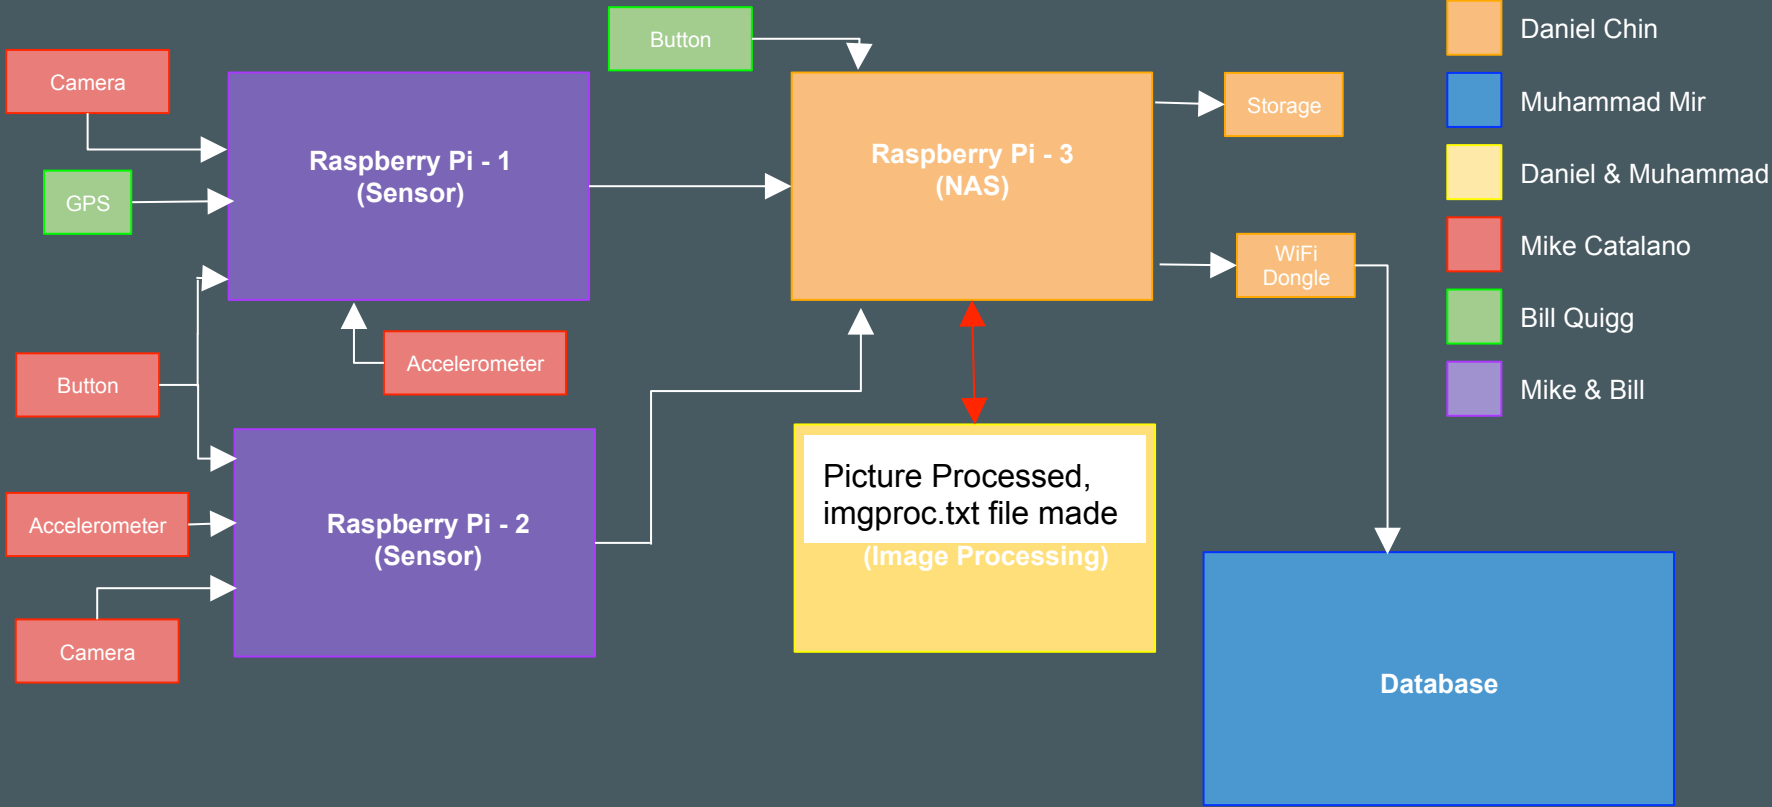 Camera
GPS
Button
Accelerometer
Camera
Raspberry Pi - 1
(Sensor)
Accelerometer
Raspberry Pi - 2
(Sensor)
Button
Raspberry Pi - 3
(NAS)
Picture Processed,
imgproc.txt file made
(Image Processing)
Storage
WiFi
Dongle
Database
Daniel Chin
Muhammad Mir
Daniel & Muhammad
Mike Catalano
Bill Quigg
Mike & Bill